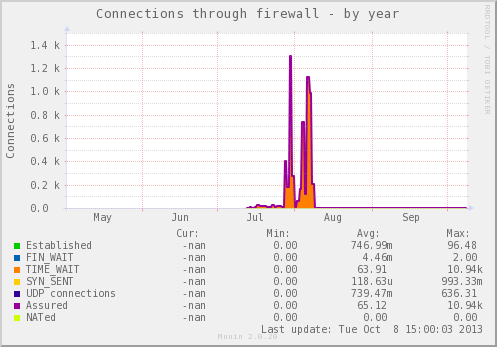 Connections through firewall - by year
RRDTOOL / TOBI OETIKER
Connections
1.4 k
1.2 k
1.0 k
0.8 k
0.6 k
0.4 k
0.2 k
0.0
May Jun Jul Aug Sep
Cur: Min: Avg: Max:
Established -nan 0.00 746.99m 96.48
FIN_WAIT -nan 0.00 4.46m 2.00
TIME_WAIT -nan 0.00 63.91 10.94k
SYN_SENT -nan 0.00 118.63u 993.33m
UDP connections -nan 0.00 739.47m 636.31
Assured -nan 0.00 65.12 10.94k
NATed -nan 0.00 0.00 0.00
Last update: Tue Oct 8 15:00:03 2013
Munin 2.0.20